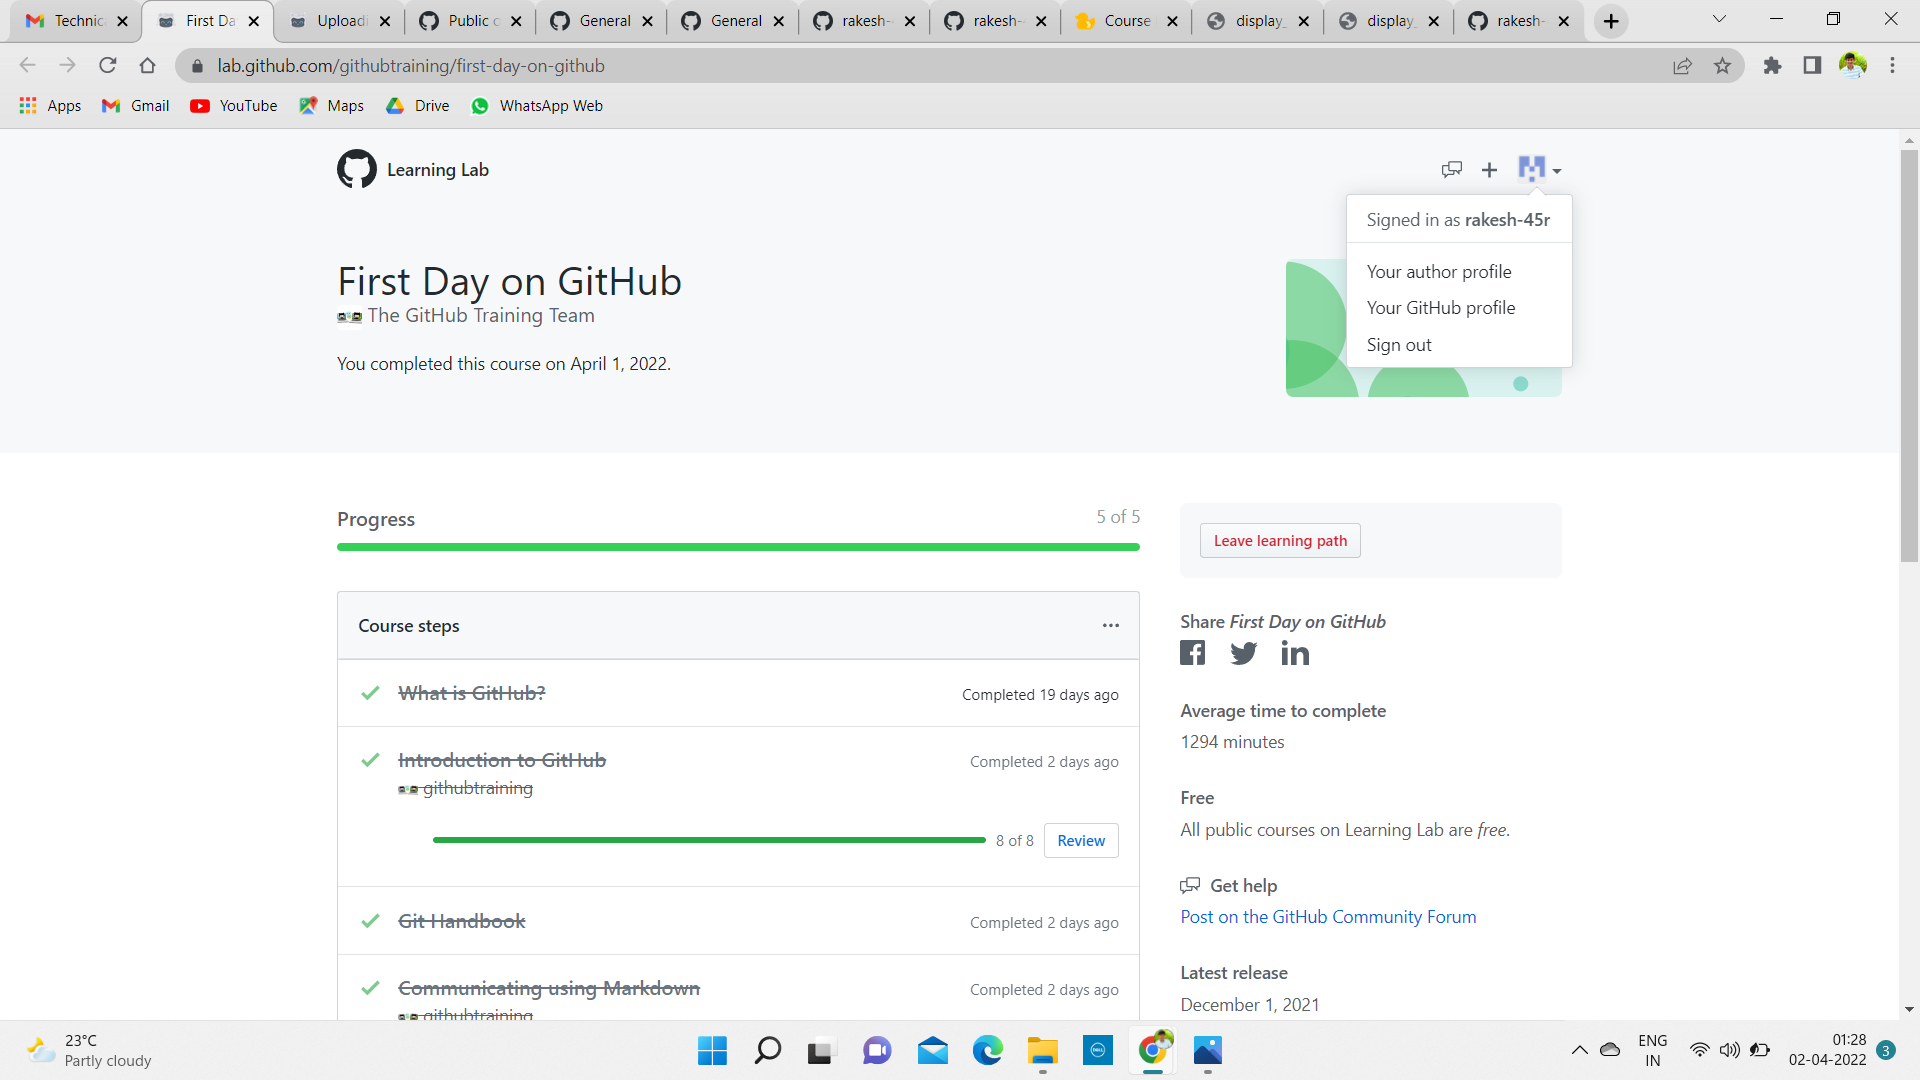 Technica
First Da
Uploadi
Public c
General
General
rakesh-
rakesh-
Course
display_
display_
rakesh-
lab.github.com/githubtraining/first-day-on-github
Apps
Gmail
YouTube
Maps
Drive
WhatsApp Web
Learning Lab
Signed in as rakesh-45r
Your author profile
Your GitHub profile
Sign out
First Day on GitHub
The GitHub Training Team
You completed this course on April 1, 2022.
Progress
5 of 5
Course steps
What is GitHub?
Completed 19 days ago
Introduction to GitHub
Completed 2 days ago
githubtraining
8 of 8
Review
Git Handbook
Completed 2 days ago
Communicating using Markdown
Completed 2 days ago
githubtraining
Leave learning path
Share First Day on GitHub
Average time to complete
1294 minutes
Free
All public courses on Learning Lab are free.
Get help
Post on the GitHub Community Forum
Latest release
December 1, 2021
23°C
Partly cloudy
DELL
ENG
IN
01:28
02-04-2022
3